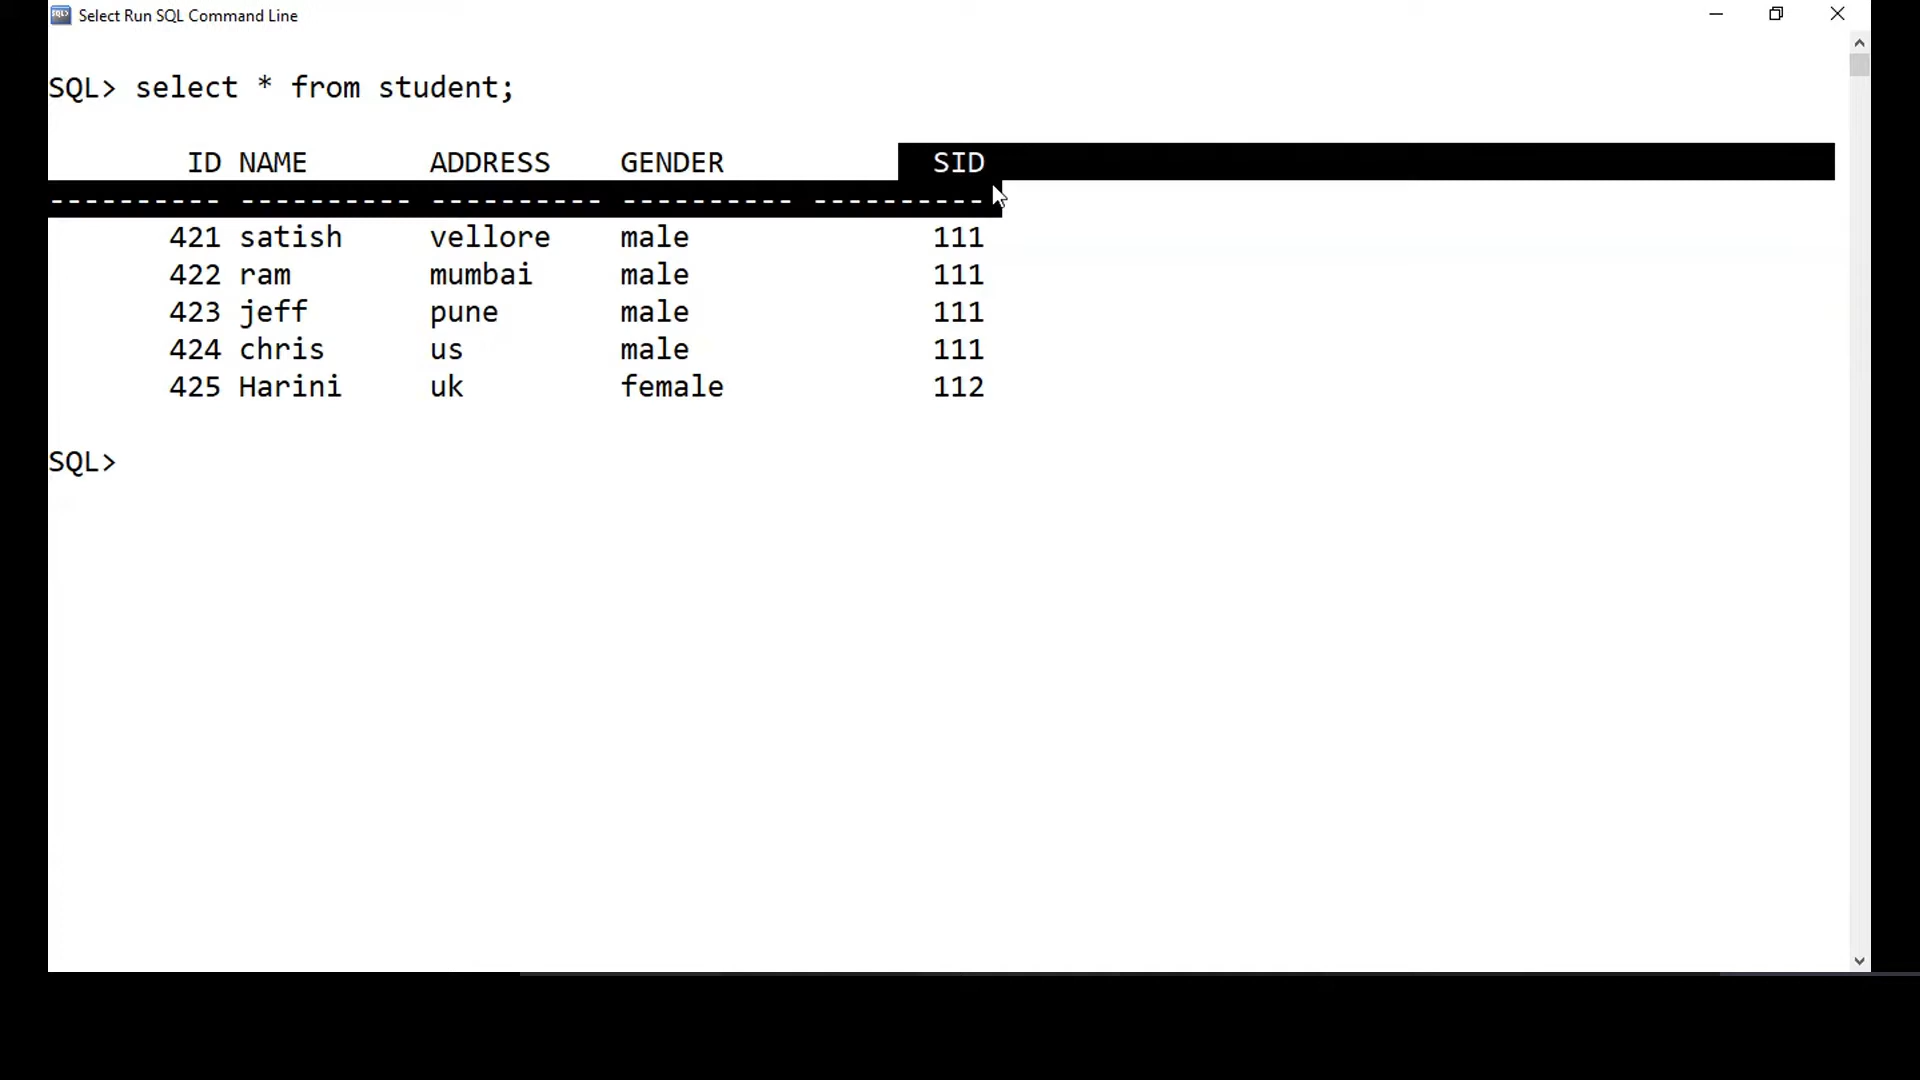 Select Run SQL Command Line
SQL> select * from student;
ID NAME ADDRESS GENDER SID
---------- ---------- ---------- ---------- ----------
421 satish vellore male 111
422 ram mumbai male 111
423 jeff pune male 111
424 chris us male 111
425 Harini uk female 112
SQL>